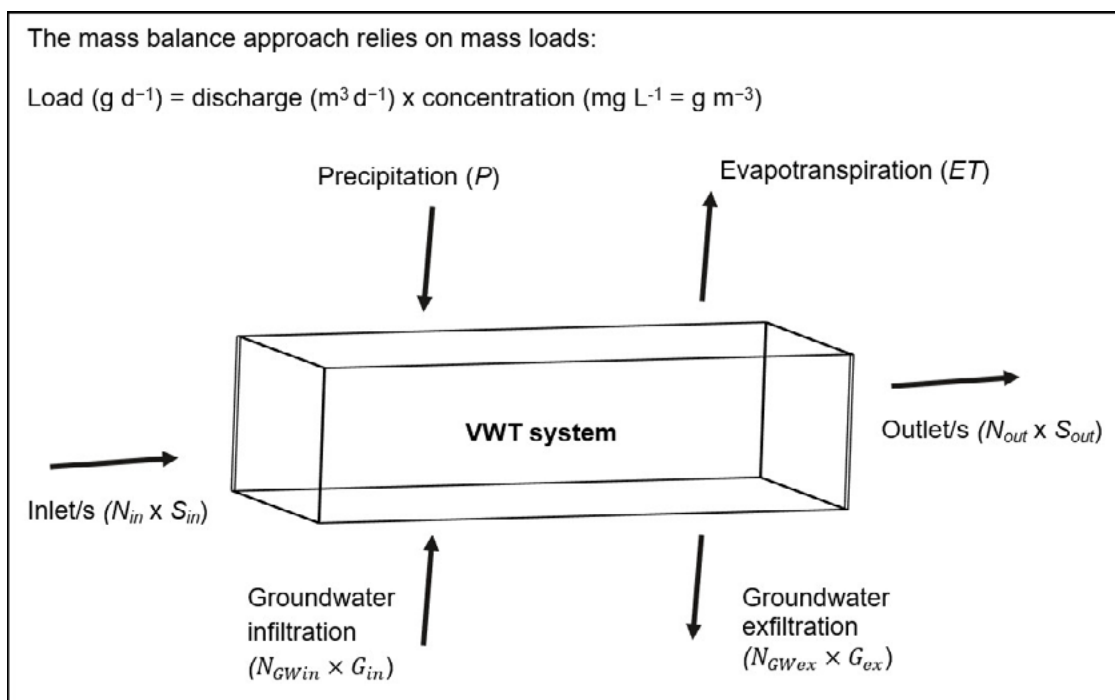 The mass balance approach relies on mass loads:
Load (g d⁻¹) = discharge (m³ d⁻¹) x concentration (mg L⁻¹ = g m⁻³)
Precipitation (P)
Evapotranspiration (ET)
VWT system
Outlet/s (Nout x Sout)
Inlet/s (Nin x Sin)
Groundwater
infiltration
(NGWin × Gin)
Groundwater
exfiltration
(NGWex × Gex)